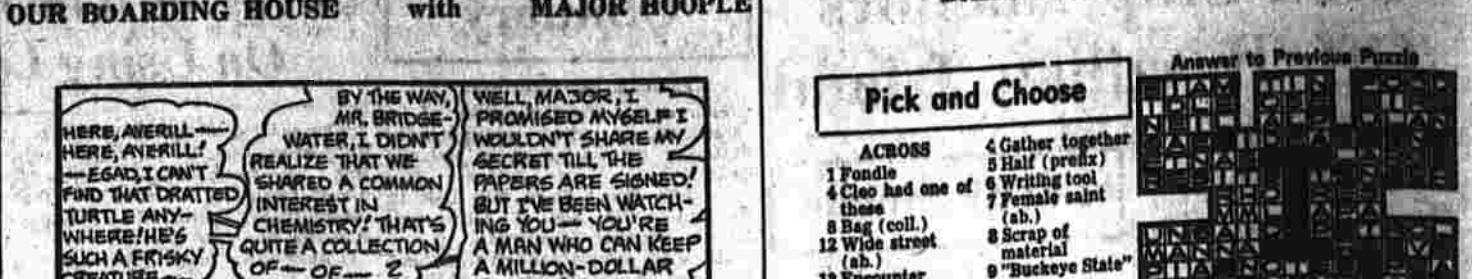 OUR BOARDING HOUSE with MAJOR HOOPLE
HERE, AVERILL—
HERE, AVERILL!
—EGAD, I CAN'T
FIND THAT DRATTED
TURTLE ANY-
WHERE! HE'S
SUCH A FRISKY
CREATURE
BY THE WAY,
MR. BRIDGE-
WATER, I DIDN'T
REALIZE THAT WE
SHARED A COMMON
INTEREST IN
CHEMISTRY! THAT'S
QUITE A COLLECTION
OF— OF— ?
WELL, MAJOR, I
PROMISED MYSELF I
WOULDN'T SHARE MY
SECRET TILL THE
PAPERS ARE SIGNED!
BUT I'VE BEEN WATCH-
ING YOU— YOU'RE
A MAN WHO CAN KEEP
A MILLION-DOLLAR
Pick and Choose
ACROSS
1 Fondle
4 Cleo had one of
these
8 Bag (coll.)
12 Wide street
(ab.)
13 Encounter
4 Gather together
5 Half (prefix)
6 Writing tool
7 Female saint
(ab.)
8 Scrap of
material
9 "Buckeye State"
Answer to Previous Puzzle